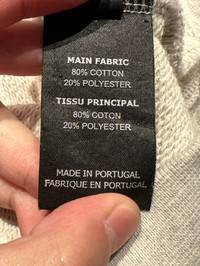 MAIN FABRIC
80% COTTON
20% POLYESTER
TISSU PRINCIPAL
80% COTON
20% POLYESTER
MADE IN PORTUGAL
FABRIQUE EN PORTUGAL